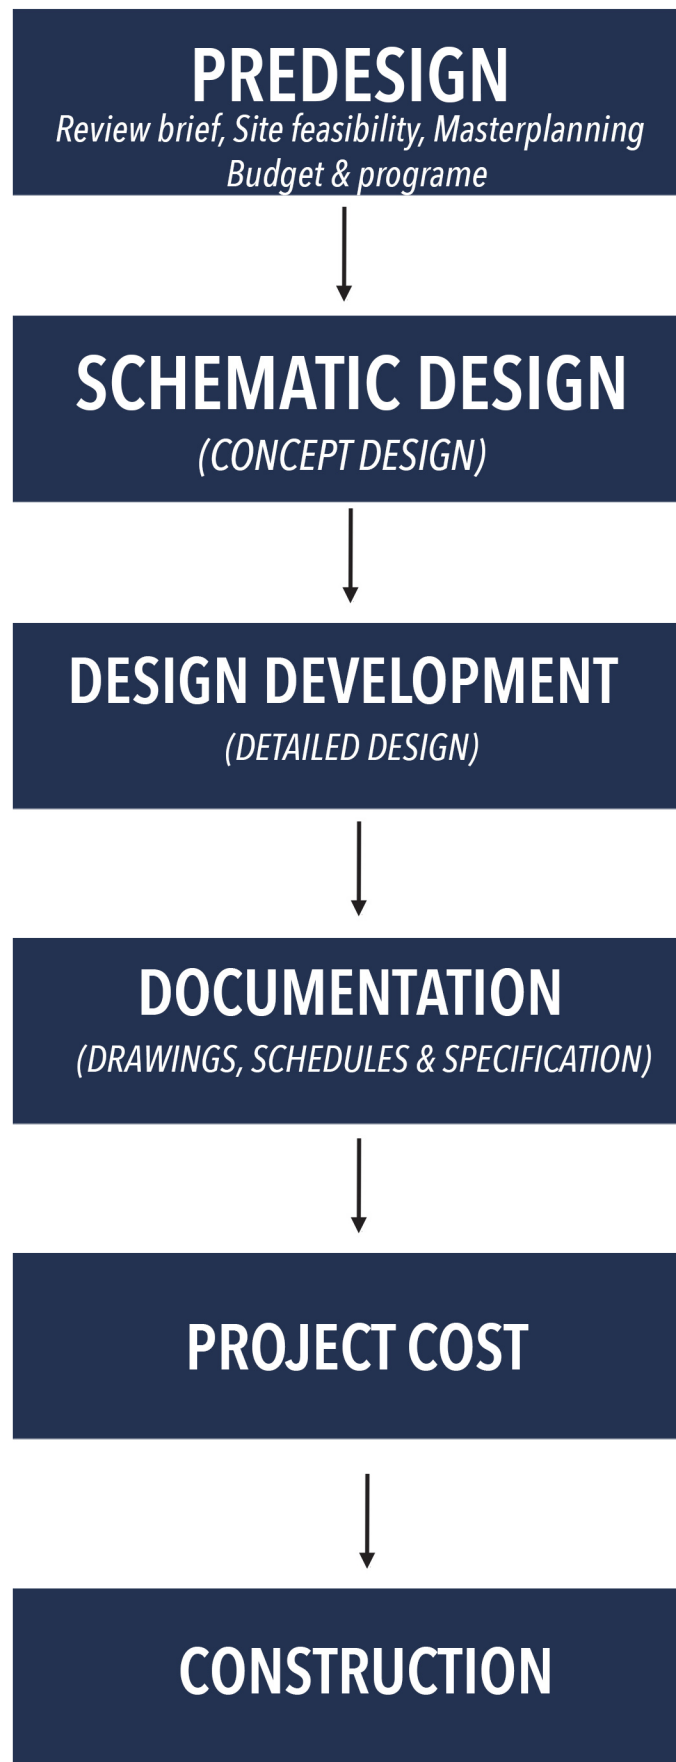 PREDESIGN
Review brief, Site feasibility, Masterplanning
Budget & programe
SCHEMATIC DESIGN
(CONCEPT DESIGN)
DESIGN DEVELOPMENT
(DETAILED DESIGN)
DOCUMENTATION
(DRAWINGS, SCHEDULES & SPECIFICATION)
PROJECT COST
CONSTRUCTION